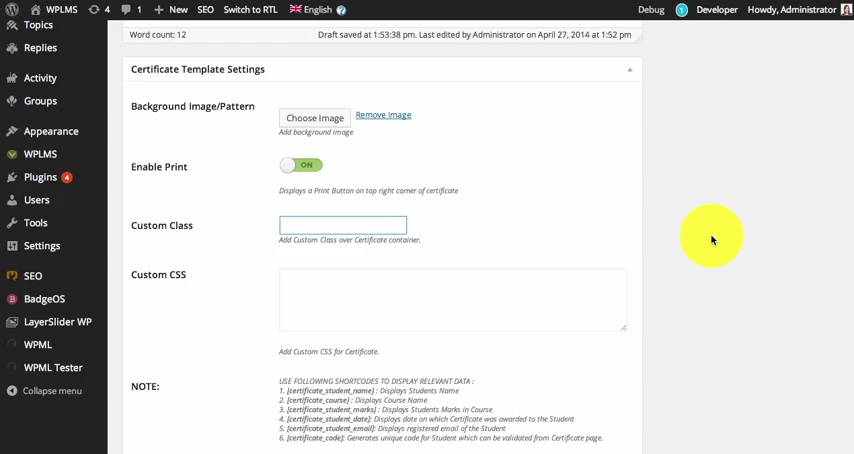 WPLMS 4 1 New SEO Switch to RTL English ? Debug 1 Developer Howdy, Administrator
Topics
Replies
Activity
Groups
Appearance
WPLMS
Plugins 4
Users
Tools
Settings
SEO
BadgeOS
LayerSlider WP
WPML
WPML Tester
Collapse menu
Word count: 12 Draft saved at 1:53:38 pm. Last edited by Administrator on April 27, 2014 at 1:52 pm
Certificate Template Settings
Background Image/Pattern
Choose Image Remove Image
Add background image
Enable Print
ON
Displays a Print Button on top right corner of certificate
Custom Class
Add Custom Class over Certificate container.
Custom CSS
Add Custom CSS for Certificate.
NOTE:
USE FOLLOWING SHORTCODES TO DISPLAY RELEVANT DATA :
1. [certificate_student_name] : Displays Students Name
2. [certificate_course] : Displays Course Name
3. [certificate_student_marks] : Displays Students Marks in Course
4. [certificate_student_date]: Displays date on which Certificate was awarded to the Student
5. [certificate_student_email]: Displays registered email of the Student
6. [certificate_code]: Generates unique code for Student which can be validated from Certificate page.